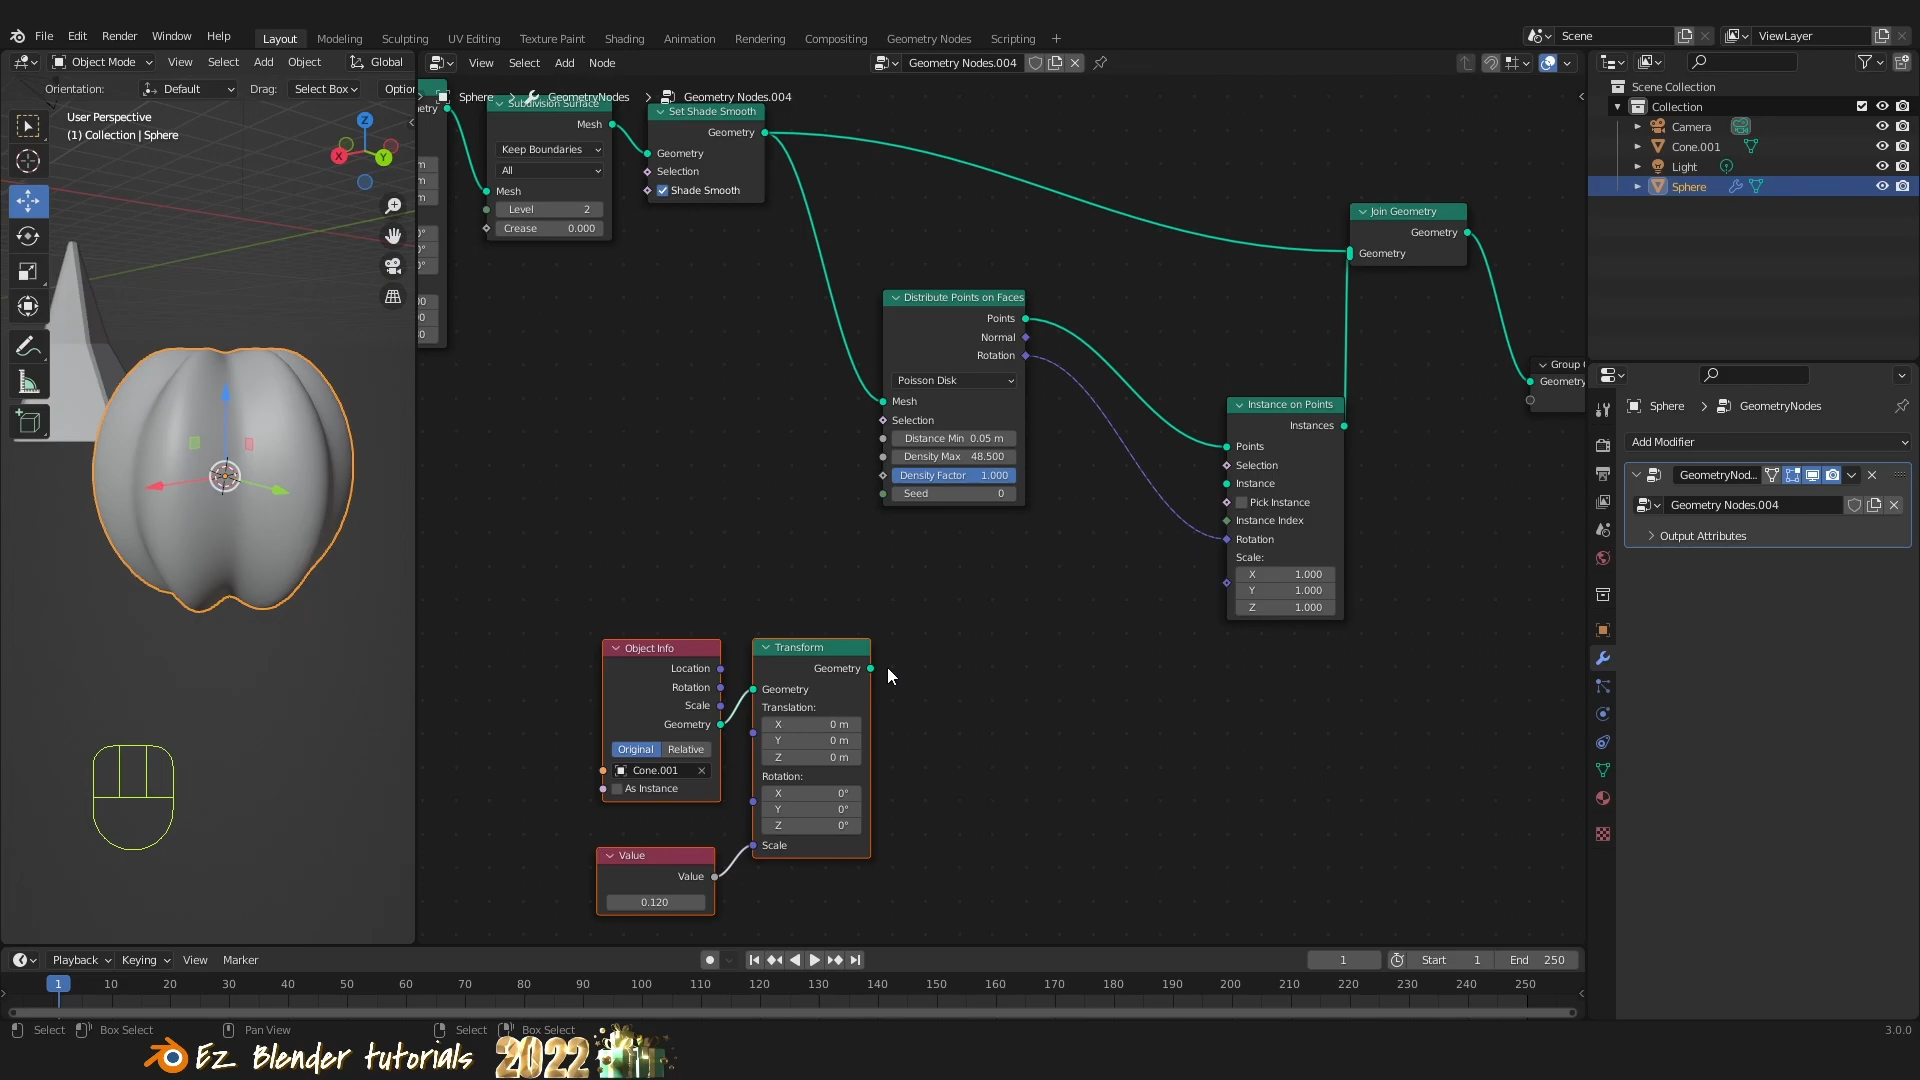 File Edit Render Window Help Layout Modeling Sculpting UV Editing Texture Paint Shading Animation Rendering Compositing Geometry Nodes Scripting +
Scene
ViewLayer
Object Mode View Select Add Object Global
View Select Add Node
Geometry Nodes.004
Orientation: Default Drag: Select Box
User Perspective
(1) Collection | Sphere
Z
X
Y
Sphere GeometryNodes Geometry Nodes.004
Subdivision Surface
Mesh
Keep Boundaries
All
Mesh
Level 2
Crease 0.000
Set Shade Smooth
Geometry
Geometry
Selection
Shade Smooth
Distribute Points on Faces
Points
Normal
Rotation
Poisson Disk
Mesh
Selection
Distance Min 0.05 m
Density Max 48.500
Density Factor 1.000
Seed 0
Instance on Points
Instances
Points
Selection
Instance
Pick Instance
Instance Index
Rotation
Scale:
X 1.000
Y 1.000
Z 1.000
Join Geometry
Geometry
Geometry
Group
Geometry
Object Info
Location
Rotation
Scale
Geometry
Original Relative
Cone.001
As Instance
Value
Value
0.120
Transform
Geometry
Geometry
Translation:
X 0 m
Y 0 m
Z 0 m
Rotation:
X 0°
Y 0°
Z 0°
Scale
Scene Collection
Collection
Camera
Cone.001
Light
Sphere
Sphere GeometryNodes
Add Modifier
GeometryNod...
Geometry Nodes.004
Output Attributes
Playback Keying View Marker
1 Start 1 End 250
1 10 20 30 40 50 60 70 80 90 100 110 120 130 140 150 160 170 180 190 200 210 220 230 240 250
Select Box Select Pan View Select Box Select
3.0.0
Ez Blender tutorials 2022